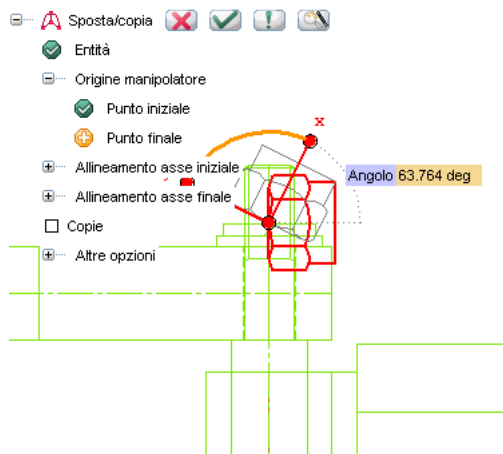 Sposta/copia
Entità
Origine manipolatore
Punto iniziale
Punto finale
x
Allineamento asse iniziale
Angolo 63.764 deg
Allineamento asse finale
Copie
Altre opzioni